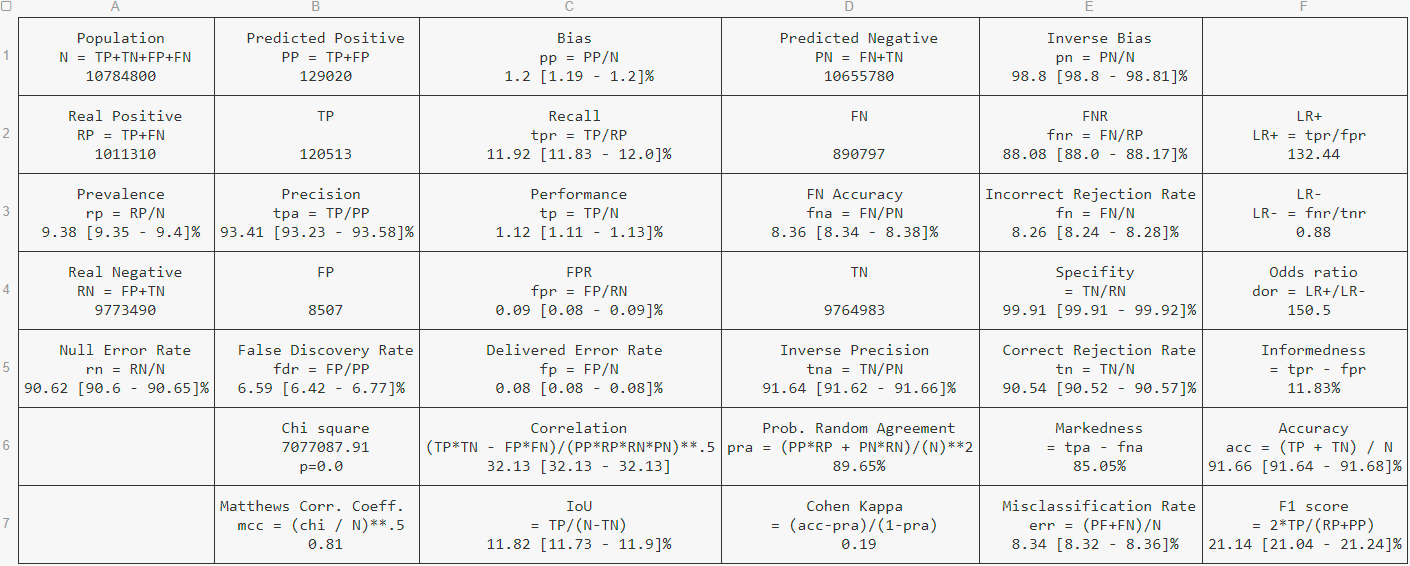 A B C D E F
1
Population
N = TP+TN+FP+FN
10784800
Predicted Positive
PP = TP+FP
129020
Bias
pp = PP/N
1.2 [1.19 - 1.2]%
Predicted Negative
PN = FN+TN
10655780
Inverse Bias
pn = PN/N
98.8 [98.8 - 98.81]%
2
Real Positive
RP = TP+FN
1011310
TP
120513
Recall
tpr = TP/RP
11.92 [11.83 - 12.0]%
FN
890797
FNR
fnr = FN/RP
88.08 [88.0 - 88.17]%
LR+
LR+ = tpr/fpr
132.44
3
Prevalence
rp = RP/N
9.38 [9.35 - 9.4]%
Precision
tpa = TP/PP
93.41 [93.23 - 93.58]%
Performance
tp = TP/N
1.12 [1.11 - 1.13]%
FN Accuracy
fna = FN/PN
8.36 [8.34 - 8.38]%
Incorrect Rejection Rate
fn = FN/N
8.26 [8.24 - 8.28]%
LR-
LR- = fnr/tnr
0.88
4
Real Negative
RN = FP+TN
9773490
FP
8507
FPR
fpr = FP/RN
0.09 [0.08 - 0.09]%
TN
9764983
Specifity
= TN/RN
99.91 [99.91 - 99.92]%
Odds ratio
dor = LR+/LR-
150.5
5
Null Error Rate
rn = RN/N
90.62 [90.6 - 90.65]%
False Discovery Rate
fdr = FP/PP
6.59 [6.42 - 6.77]%
Delivered Error Rate
fp = FP/N
0.08 [0.08 - 0.08]%
Inverse Precision
tna = TN/PN
91.64 [91.62 - 91.66]%
Correct Rejection Rate
tn = TN/N
90.54 [90.52 - 90.57]%
Informedness
= tpr - fpr
11.83%
6
Chi square
7077087.91
p=0.0
Correlation
(TP*TN - FP*FN)/(PP*RP*RN*PN)**.5
32.13 [32.13 - 32.13]
Prob. Random Agreement
pra = (PP*RP + PN*RN)/(N)**2
89.65%
Markedness
= tpa - fna
85.05%
Accuracy
acc = (TP + TN) / N
91.66 [91.64 - 91.68]%
7
Matthews Corr. Coeff.
mcc = (chi / N)**.5
0.81
IoU
= TP/(N-TN)
11.82 [11.73 - 11.9]%
Cohen Kappa
= (acc-pra)/(1-pra)
0.19
Misclassification Rate
err = (PF+FN)/N
8.34 [8.32 - 8.36]%
F1 score
= 2*TP/(RP+PP)
21.14 [21.04 - 21.24]%